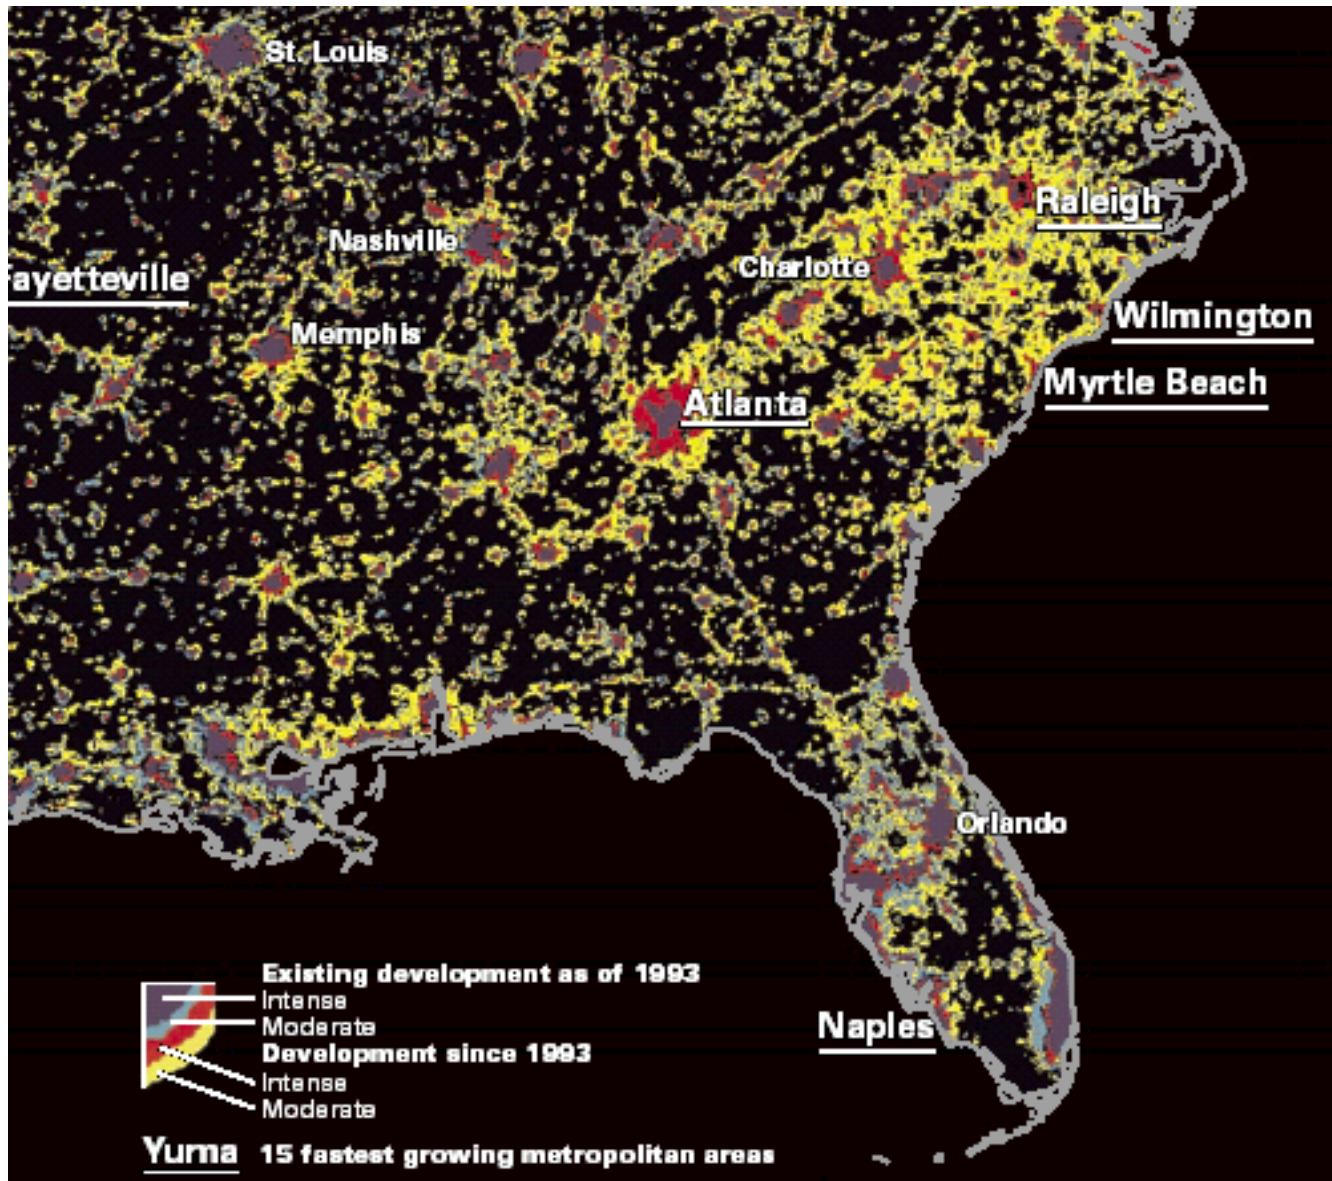 St. Louis
Raleigh
Nashville
Charlotte
Fayetteville
Wilmington
Memphis
Myrtle Beach
Atlanta
Orlando
Existing development as of 1993
Intense
Moderate
Naples
Development since 1993
Intense
Moderate
Yuma 15 fastest growing metropolitan areas